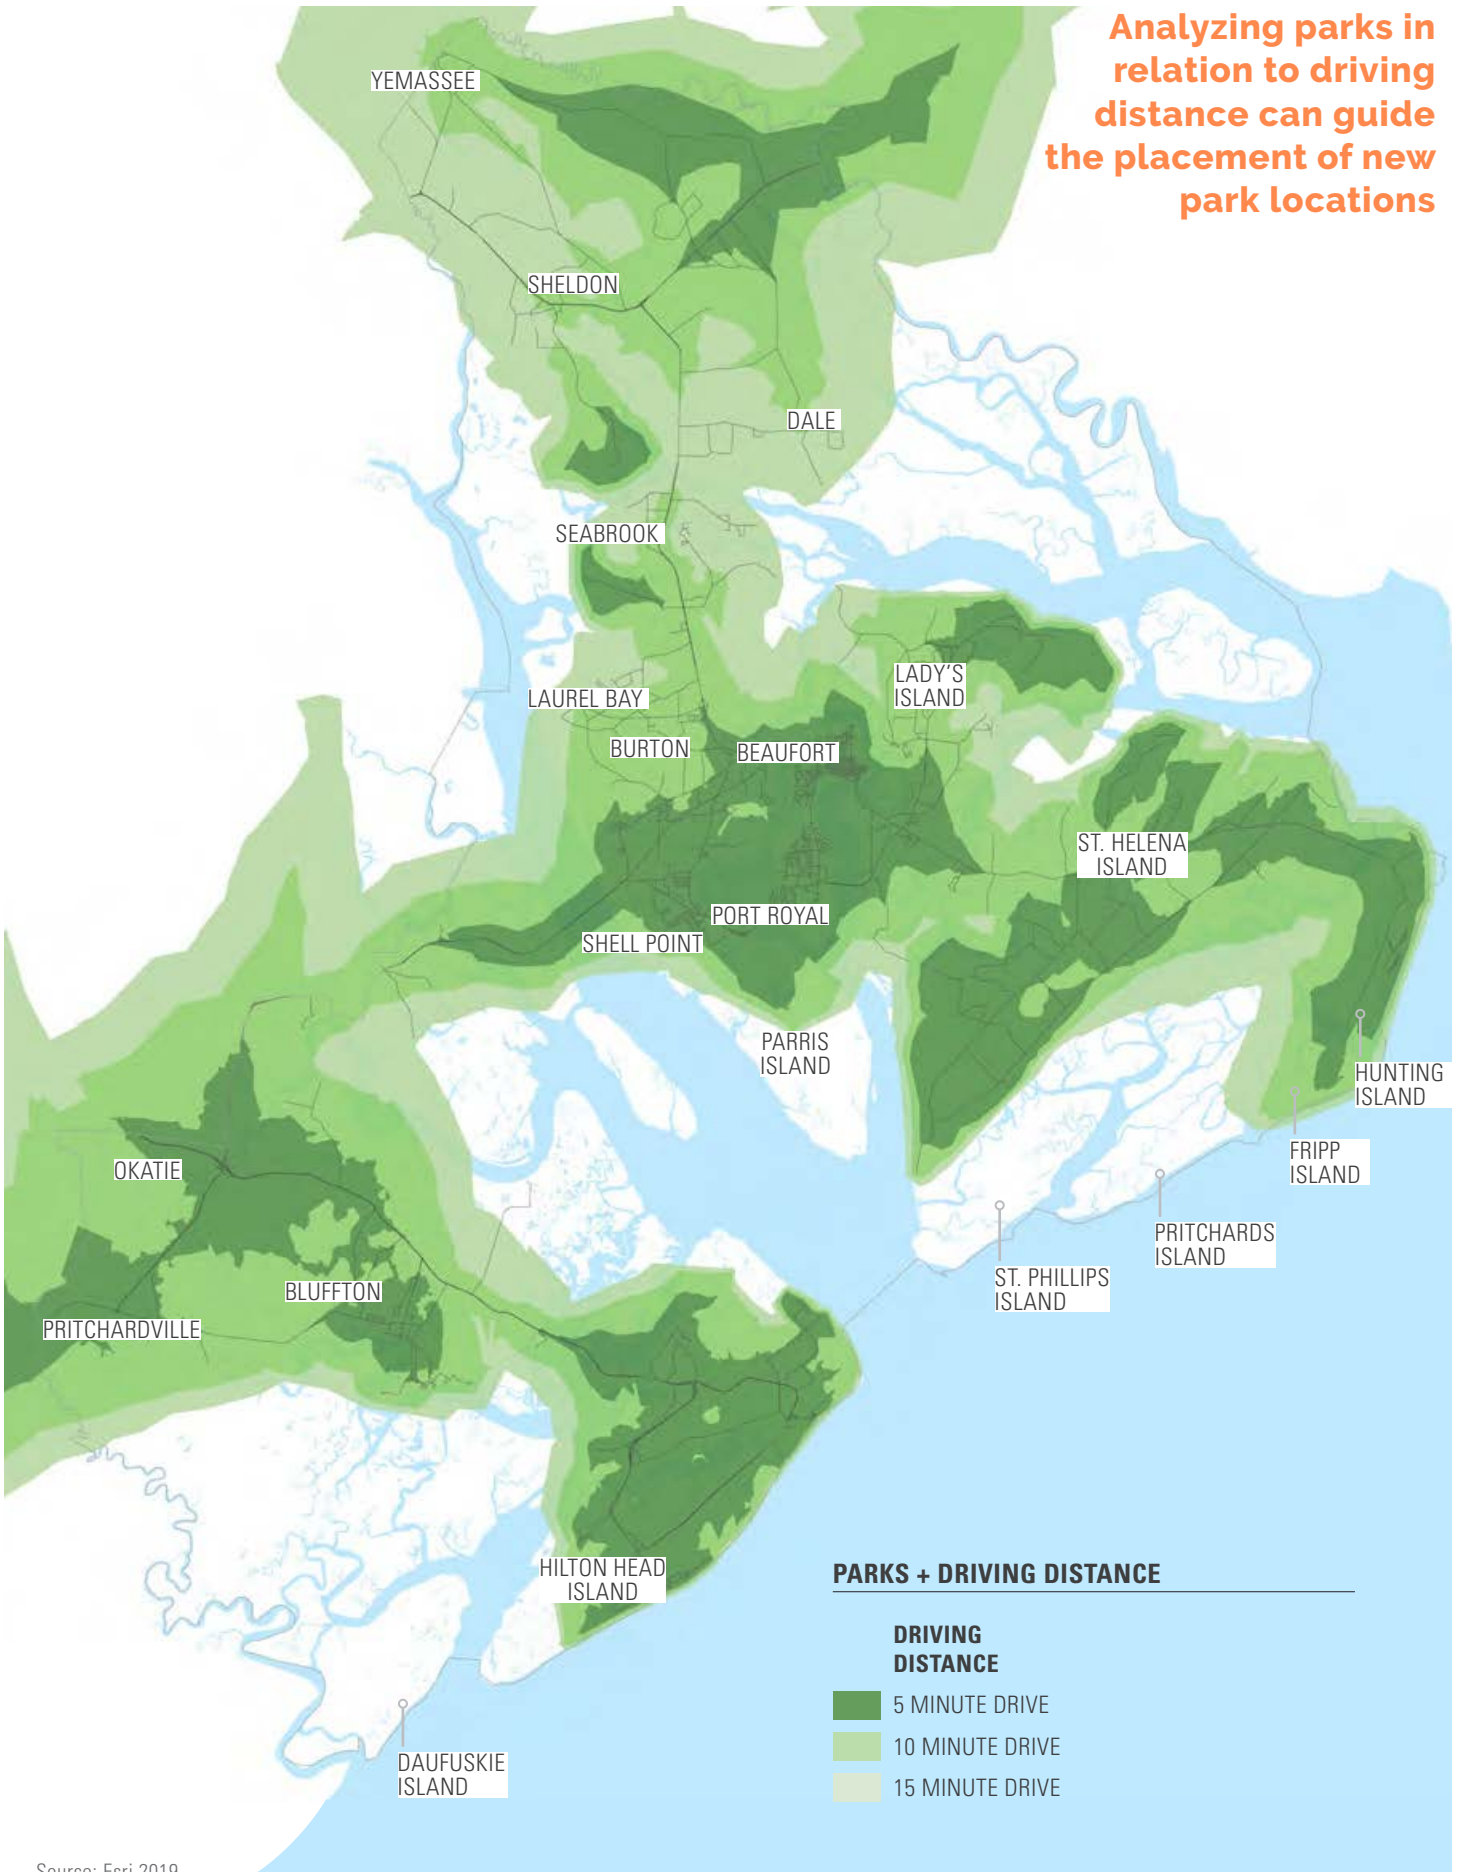 Analyzing parks in
relation to driving
distance can guide
the placement of new
park locations
YEMASSEE
SHELDON
DALE
SEABROOK
LADY'S
ISLAND
LAUREL BAY
BURTON
BEAUFORT
ST. HELENA
ISLAND
PORT ROYAL
SHELL POINT
PARRIS
ISLAND
HUNTING
ISLAND
FRIPP
ISLAND
OKATIE
PRITCHARDS
ISLAND
ST. PHILLIPS
ISLAND
BLUFFTON
PRITCHARDVILLE
HILTON HEAD
ISLAND
DAUFUSKIE
ISLAND
PARKS + DRIVING DISTANCE
DRIVING
DISTANCE
5 MINUTE DRIVE
10 MINUTE DRIVE
15 MINUTE DRIVE
Source: Esri 2019